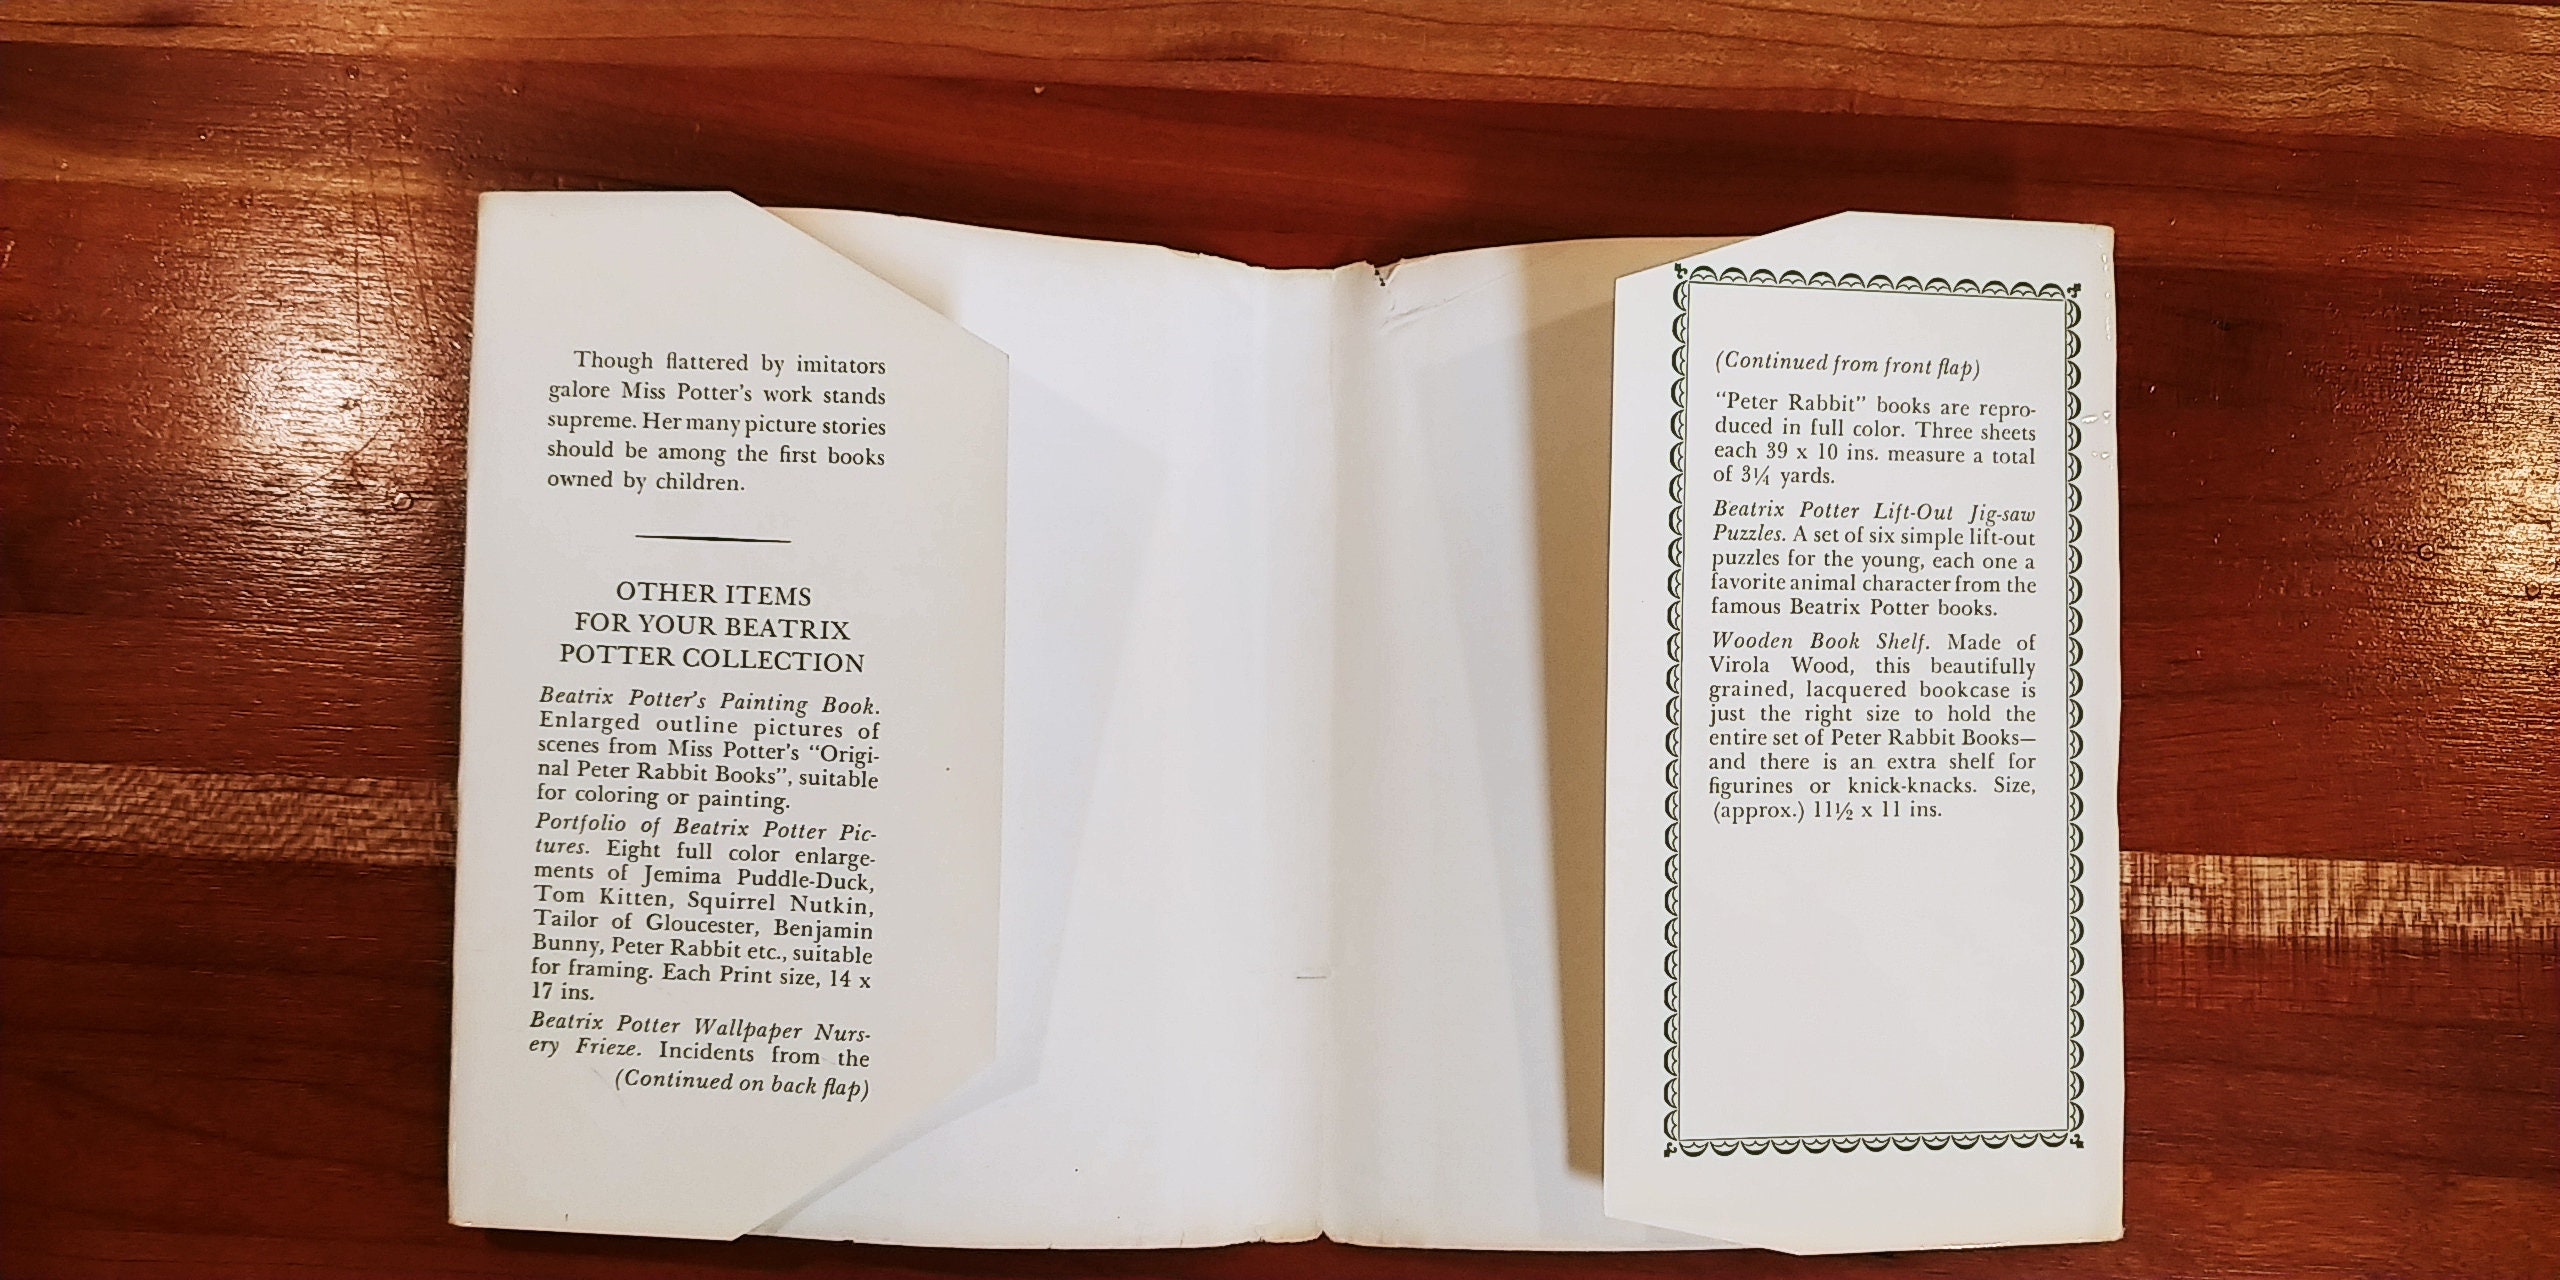 Though flattered by imitators
galore Miss Potter's work stands
supreme. Her many picture stories
should be among the first books
owned by children.
OTHER ITEMS
FOR YOUR BEATRIX
POTTER COLLECTION
Beatrix Potter's Painting Book.
Enlarged outline pictures of
scenes from Miss Potter's “Origi-
nal Peter Rabbit Books”, suitable
for coloring or painting.
Portfolio of Beatrix Potter Pic-
tures. Eight full color enlarge-
ments of Jemima Puddle-Duck,
Tom Kitten, Squirrel Nutkin,
Tailor of Gloucester, Benjamin
Bunny, Peter Rabbit etc., suitable
for framing. Each Print size, 14 x
17 ins.
Beatrix Potter Wallpaper Nurs-
ery Frieze. Incidents from the
(Continued on back flap)
(Continued from front flap)
“Peter Rabbit” books are repro-
duced in full color. Three sheets
each 39 x 10 ins. measure a total
of 3¼ yards.
Beatrix Potter Lift-Out Jig-saw
Puzzles. A set of six simple lift-out
puzzles for the young, each one a
favorite animal character from the
famous Beatrix Potter books.
Wooden Book Shelf. Made of
Virola Wood, this beautifully
grained, lacquered bookcase is
just the right size to hold the
entire set of Peter Rabbit Books—
and there is an extra shelf for
figurines or knick-knacks. Size,
(approx.) 11½ x 11 ins.